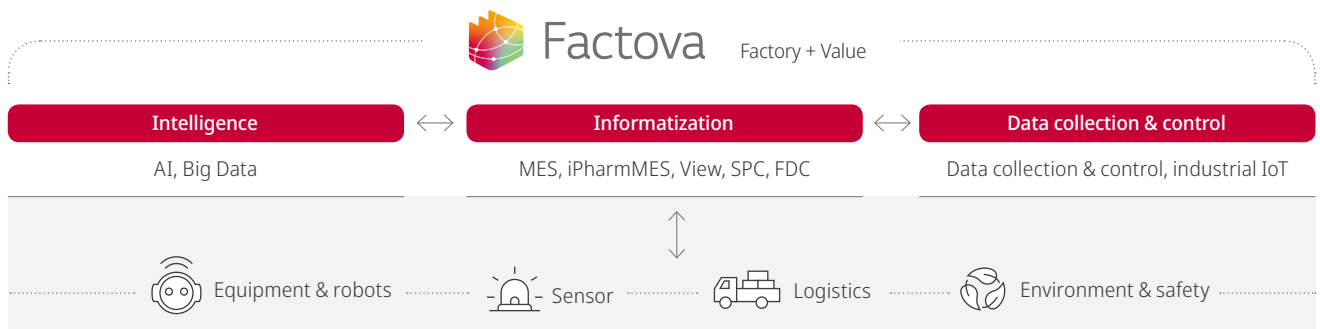 Factova
Factory + Value
Intelligence
Informatization
Data collection & control
AI, Big Data
MES, iPharmMES, View, SPC, FDC
Data collection & control, industrial IoT
Equipment & robots
Sensor
Logistics
Environment & safety